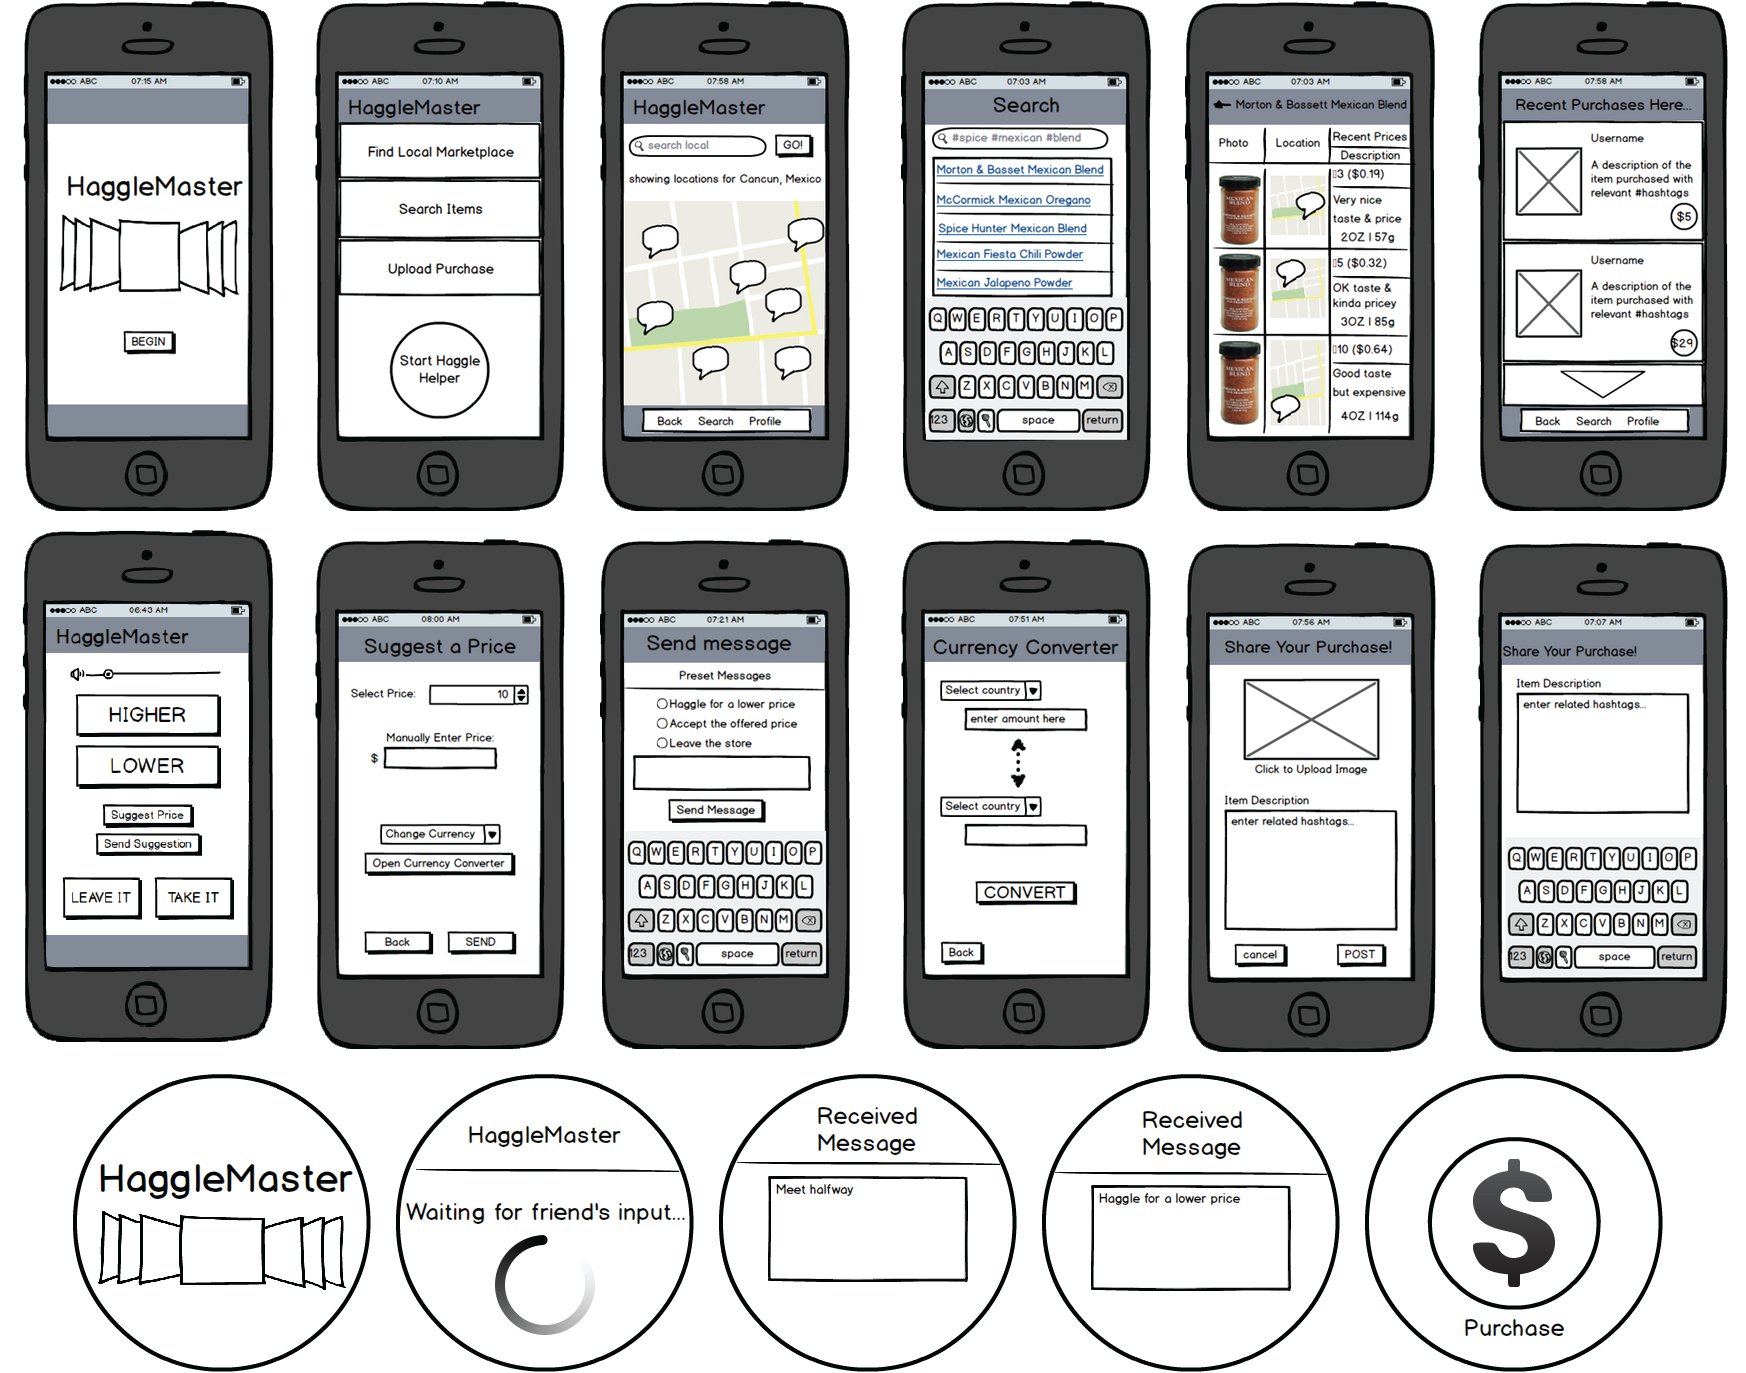 ●●●○○ ABC 07:15 AM
HaggleMaster
BEGIN
●●●○○ ABC 07:10 AM
HaggleMaster
Find Local Marketplace
Search Items
Upload Purchase
Start Haggle
Helper
●●●○○ ABC 07:58 AM
HaggleMaster
search local GO!
showing locations for Cancun, Mexico
Back Search Profile
●●●○○ ABC 07:03 AM
Search
#spice #mexican #blend
Morton & Basset Mexican Blend
McCormick Mexican Oregano
Spice Hunter Mexican Blend
Mexican Fiesta Chili Powder
Mexican Jalapeno Powder
Q W E R T Y U I O P
A S D F G H J K L
Z X C V B N M
123 space return
●●●○○ ABC 07:03 AM
Morton & Bassett Mexican Blend
Photo Location Recent Prices
Description
▯3 ($0.19)
Very nice
taste & price
2OZ | 57g
MEXICAN
BLEND
▯5 ($0.32)
OK taste &
kinda pricey
3OZ | 85g
MEXICAN
BLEND
▯10 ($0.64)
Good taste
but expensive
4OZ | 114g
MEXICAN
BLEND
●●●○○ ABC 07:58 AM
Recent Purchases Here...
Username
A description of the
item purchased with
relevant #hashtags
$5
Username
A description of the
item purchased with
relevant #hashtags
$29
Back Search Profile
●●●○○ ABC 06:43 AM
HaggleMaster
HIGHER
LOWER
Suggest Price
Send Suggestion
LEAVE IT TAKE IT
●●●○○ ABC 08:00 AM
Suggest a Price
Select Price: 10
Manually Enter Price:
$
Change Currency
Open Currency Converter
Back SEND
●●●○○ ABC 07:21 AM
Send message
Preset Messages
Haggle for a lower price
Accept the offered price
Leave the store
Send Message
Q W E R T Y U I O P
A S D F G H J K L
Z X C V B N M
123 space return
●●●○○ ABC 07:51 AM
Currency Converter
Select country
enter amount here
Select country
CONVERT
Back
●●●○○ ABC 07:56 AM
Share Your Purchase!
Click to Upload Image
Item Description
enter related hashtags...
cancel POST
●●●○○ ABC 07:07 AM
Share Your Purchase!
Item Description
enter related hashtags...
Q W E R T Y U I O P
A S D F G H J K L
Z X C V B N M
123 space return
HaggleMaster
HaggleMaster
Waiting for friend's input...
Received
Message
Meet halfway
Received
Message
Haggle for a lower price
$
Purchase